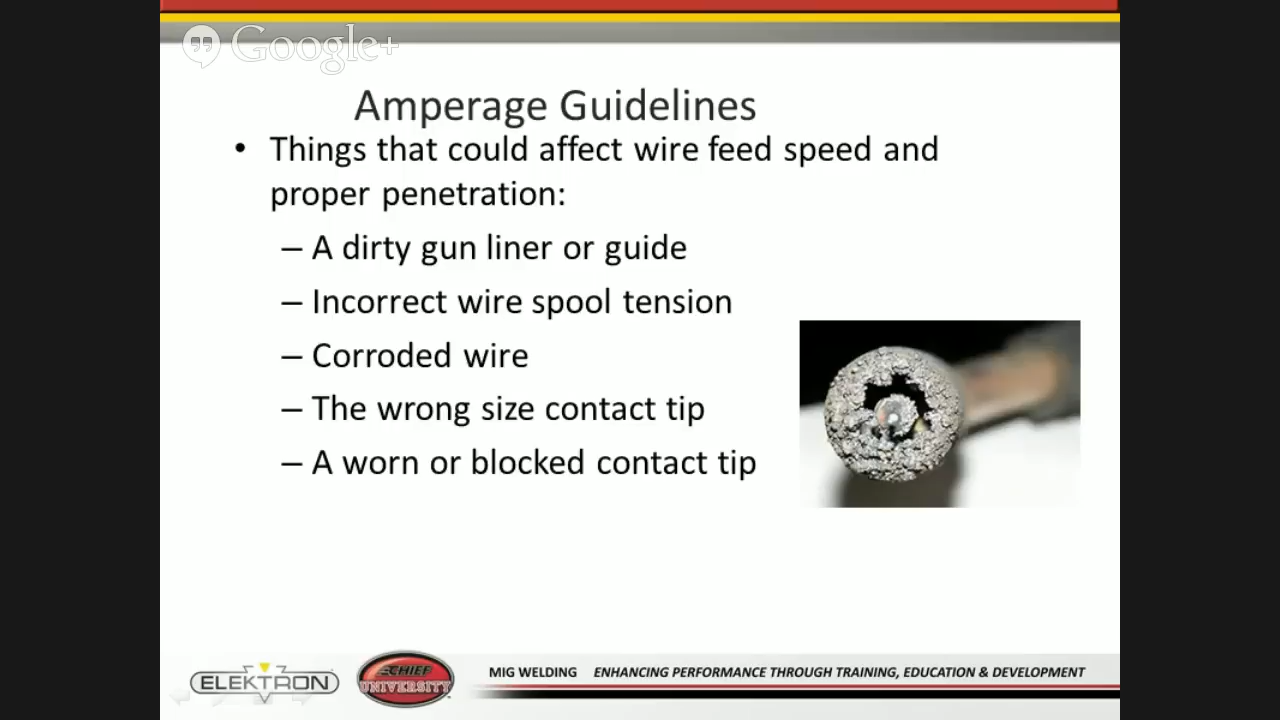 Google+
Amperage Guidelines
• Things that could affect wire feed speed and
proper penetration:
– A dirty gun liner or guide
– Incorrect wire spool tension
– Corroded wire
– The wrong size contact tip
– A worn or blocked contact tip
ELEKTRON
CHIEF
UNIVERSITY
MIG WELDING ENHANCING PERFORMANCE THROUGH TRAINING, EDUCATION & DEVELOPMENT